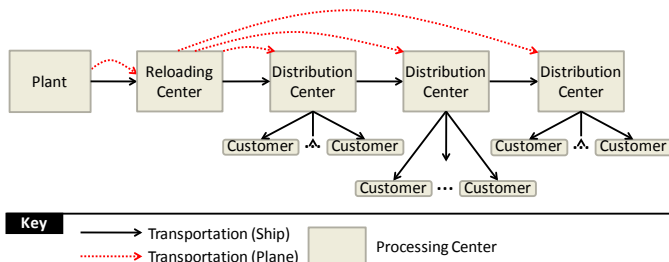 Plant
Reloading
Center
Distribution
Center
Distribution
Center
Distribution
Center
Customer ... Customer
Customer ... Customer
Customer ... Customer
Key
Transportation (Ship)
Transportation (Plane)
Processing Center